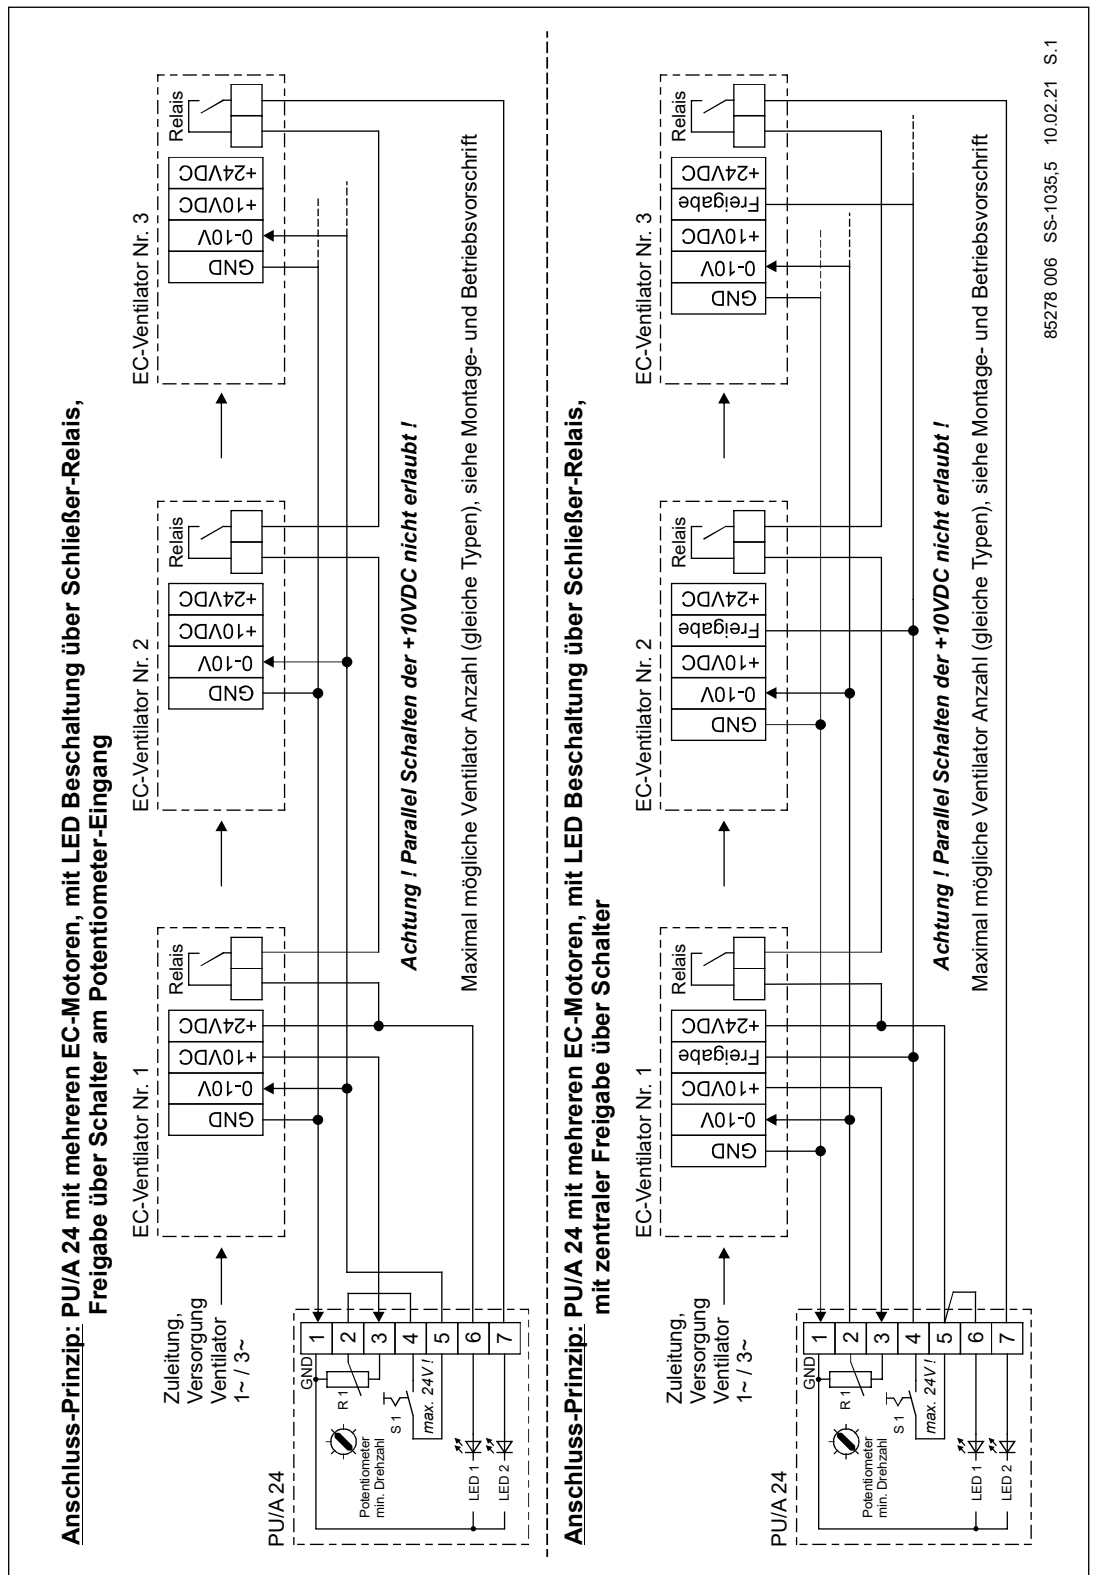 Anschluss-Prinzip: PU/A 24 mit mehreren EC-Motoren, mit LED Beschaltung über Schließer-Relais,
Freigabe über Schalter am Potentiometer-Eingang
Zuleitung,
Versorgung
Ventilator
1~ / 3~
EC-Ventilator Nr. 1
GND
0-10V
+10VDC
+24VDC
Relais
EC-Ventilator Nr. 2
GND
0-10V
+10VDC
+24VDC
Relais
EC-Ventilator Nr. 3
GND
0-10V
+10VDC
+24VDC
Relais
PU/A 24
Potentiometer
min. Drehzahl
GND
R 1
S 1
max. 24V !
LED 1
LED 2
1
2
3
4
5
6
7
Achtung ! Parallel Schalten der +10VDC nicht erlaubt !
Maximal mögliche Ventilator Anzahl (gleiche Typen), siehe Montage- und Betriebsvorschrift
Anschluss-Prinzip: PU/A 24 mit mehreren EC-Motoren, mit LED Beschaltung über Schließer-Relais,
mit zentraler Freigabe über Schalter
Zuleitung,
Versorgung
Ventilator
1~ / 3~
EC-Ventilator Nr. 1
GND
0-10V
+10VDC
Freigabe
+24VDC
Relais
EC-Ventilator Nr. 2
GND
0-10V
+10VDC
Freigabe
+24VDC
Relais
EC-Ventilator Nr. 3
GND
0-10V
+10VDC
Freigabe
+24VDC
Relais
PU/A 24
Potentiometer
min. Drehzahl
GND
R 1
S 1
max. 24V !
LED 1
LED 2
1
2
3
4
5
6
7
Achtung ! Parallel Schalten der +10VDC nicht erlaubt !
Maximal mögliche Ventilator Anzahl (gleiche Typen), siehe Montage- und Betriebsvorschrift
85278 006 SS-1035,5 10.02.21 S.1